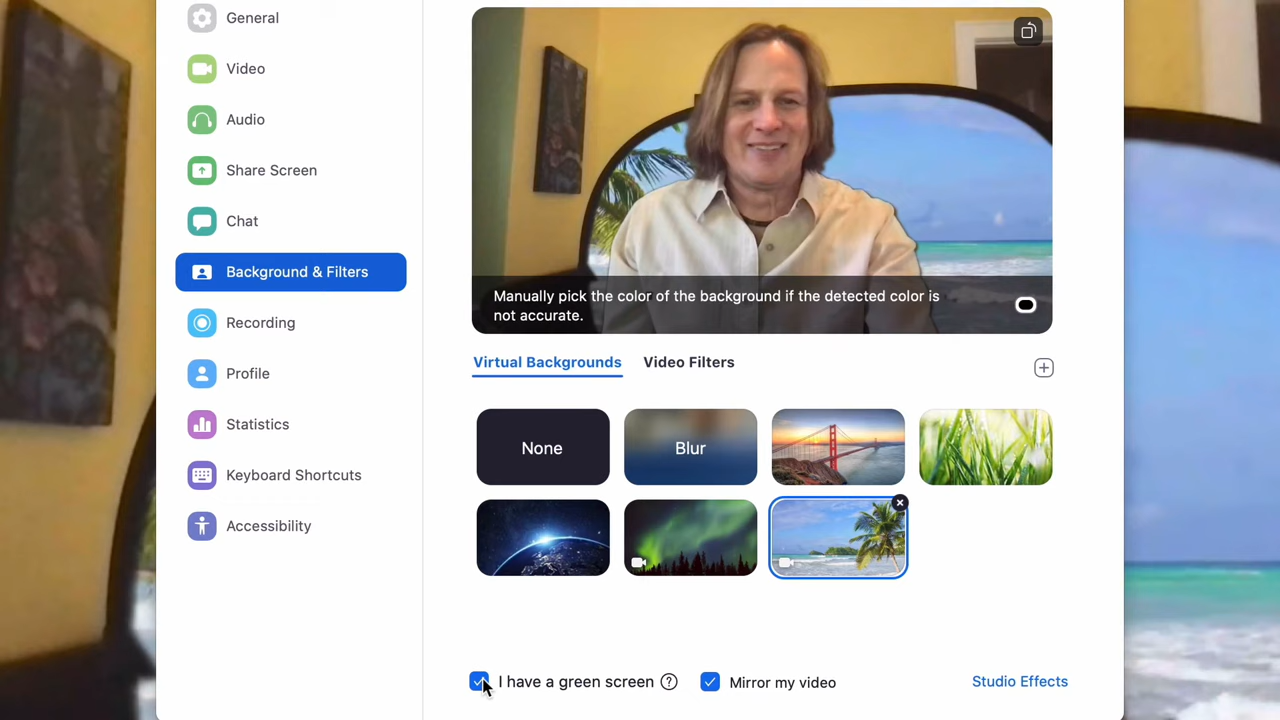 General
Video
Audio
Share Screen
Chat
Background & Filters
Recording
Profile
Statistics
Keyboard Shortcuts
Accessibility
Manually pick the color of the background if the detected color is
not accurate.
Virtual Backgrounds
Video Filters
None
Blur
I have a green screen ?
Mirror my video
Studio Effects